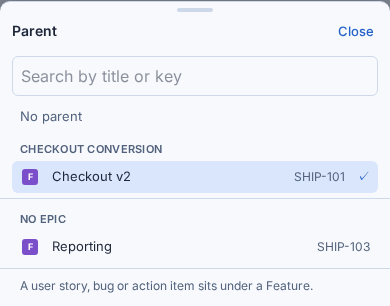 Parent Close
Search by title or key
No parent
CHECKOUT CONVERSION
F Checkout v2 SHIP-101 ✓
NO EPIC
F Reporting SHIP-103
A user story, bug or action item sits under a Feature.